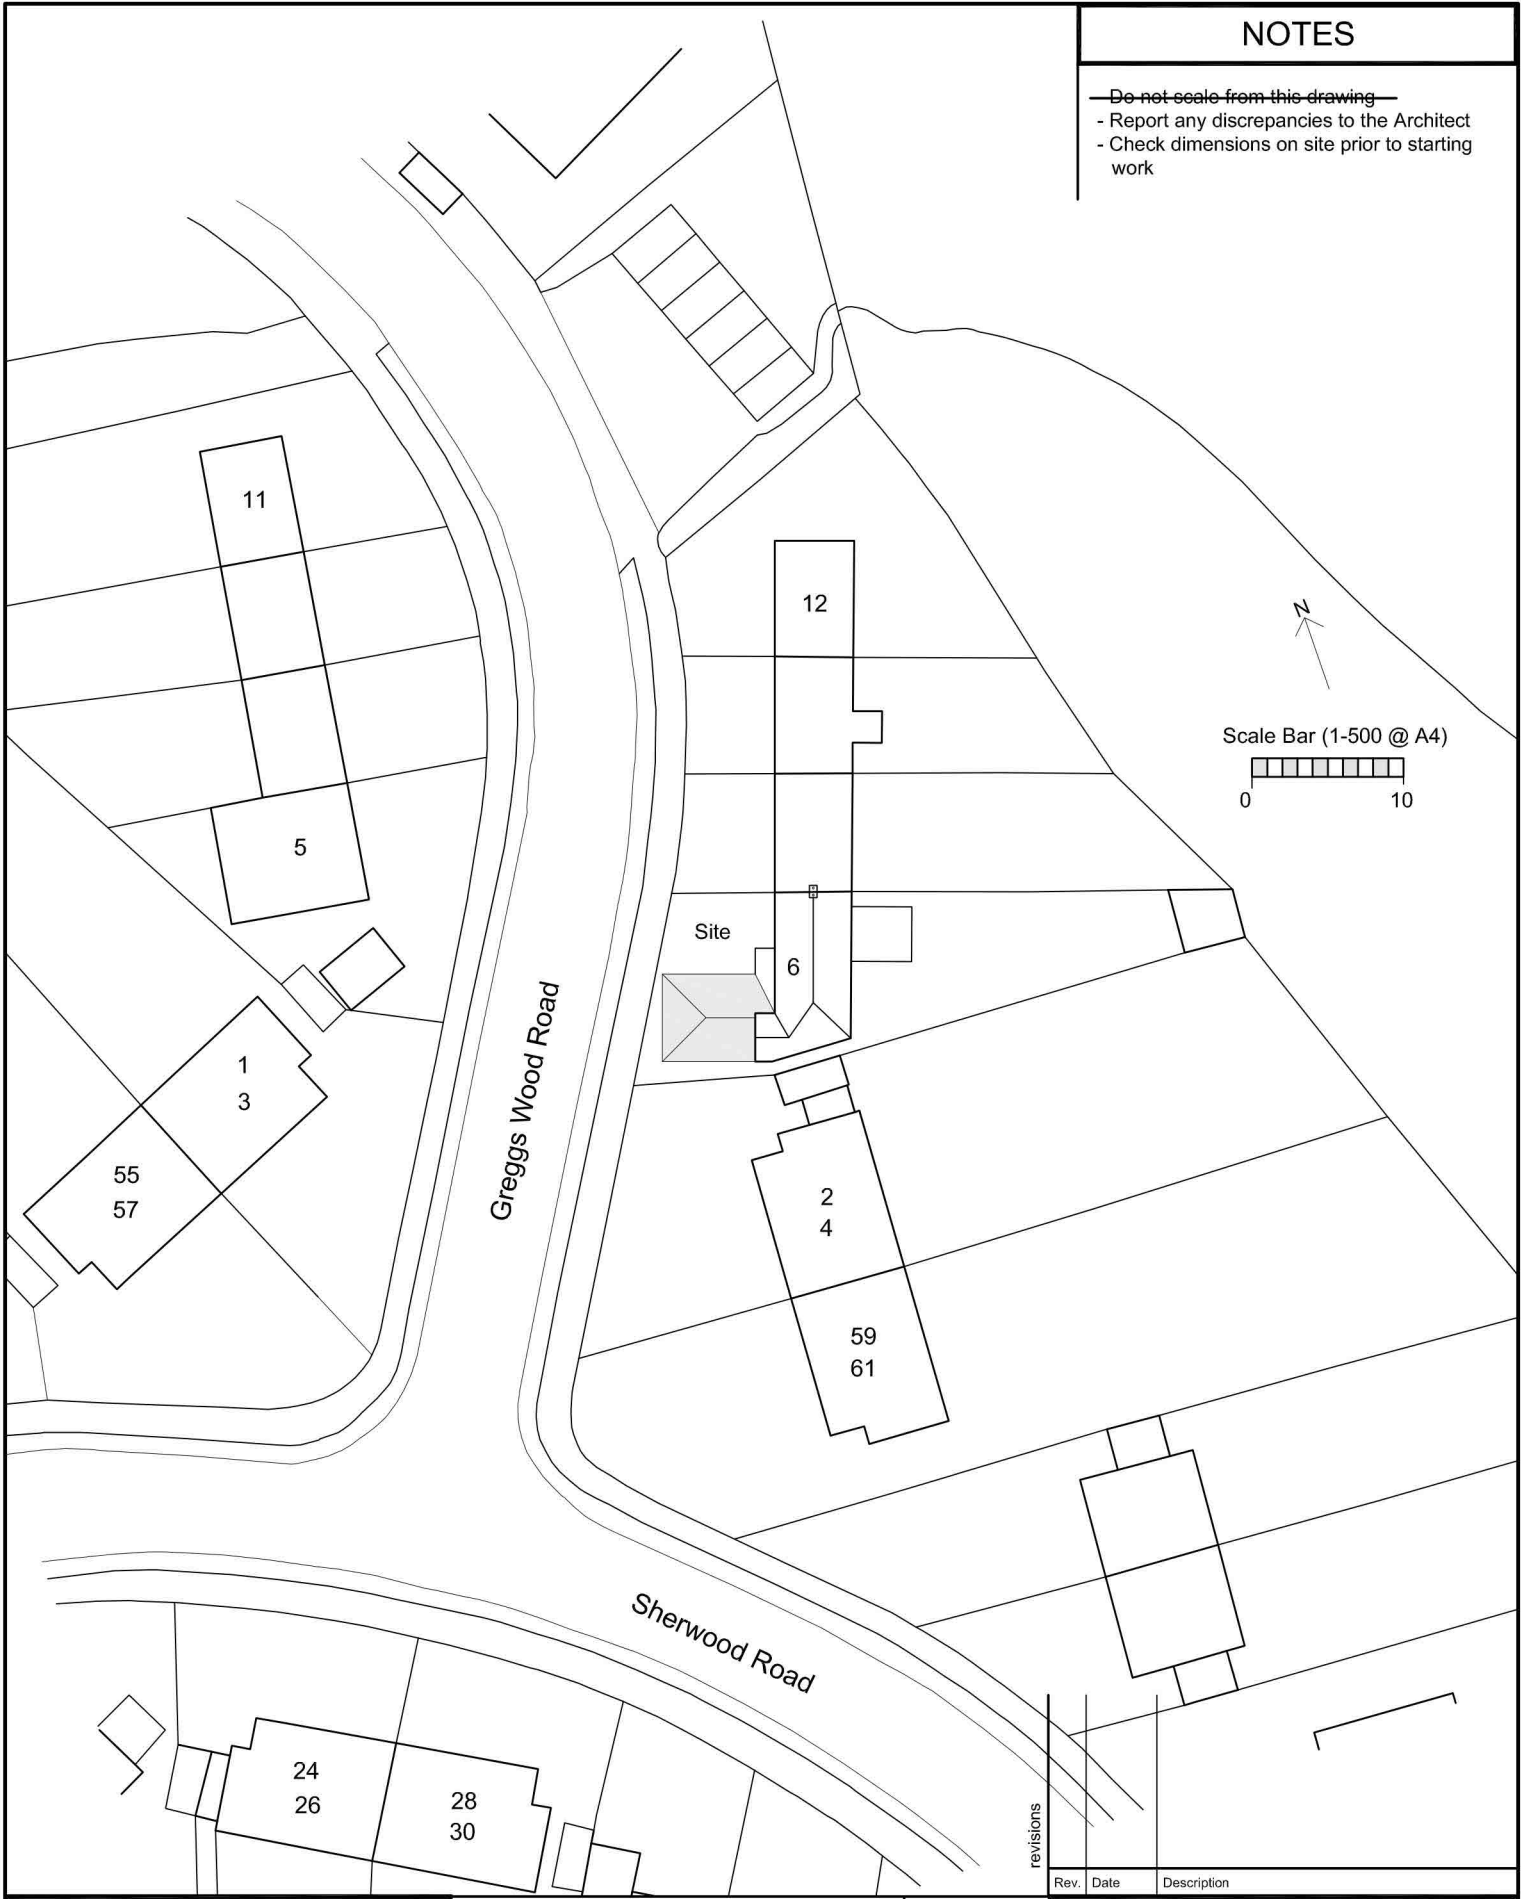 NOTES
- Do not scale from this drawing
- Report any discrepancies to the Architect
- Check dimensions on site prior to starting
work
11
12
N
Scale Bar (1-500 @ A4)
0 10
5
Site
6
Greggs Wood Road
1
3
55
57
2
4
59
61
Sherwood Road
24
26
28
30
revisions
Rev. Date Description